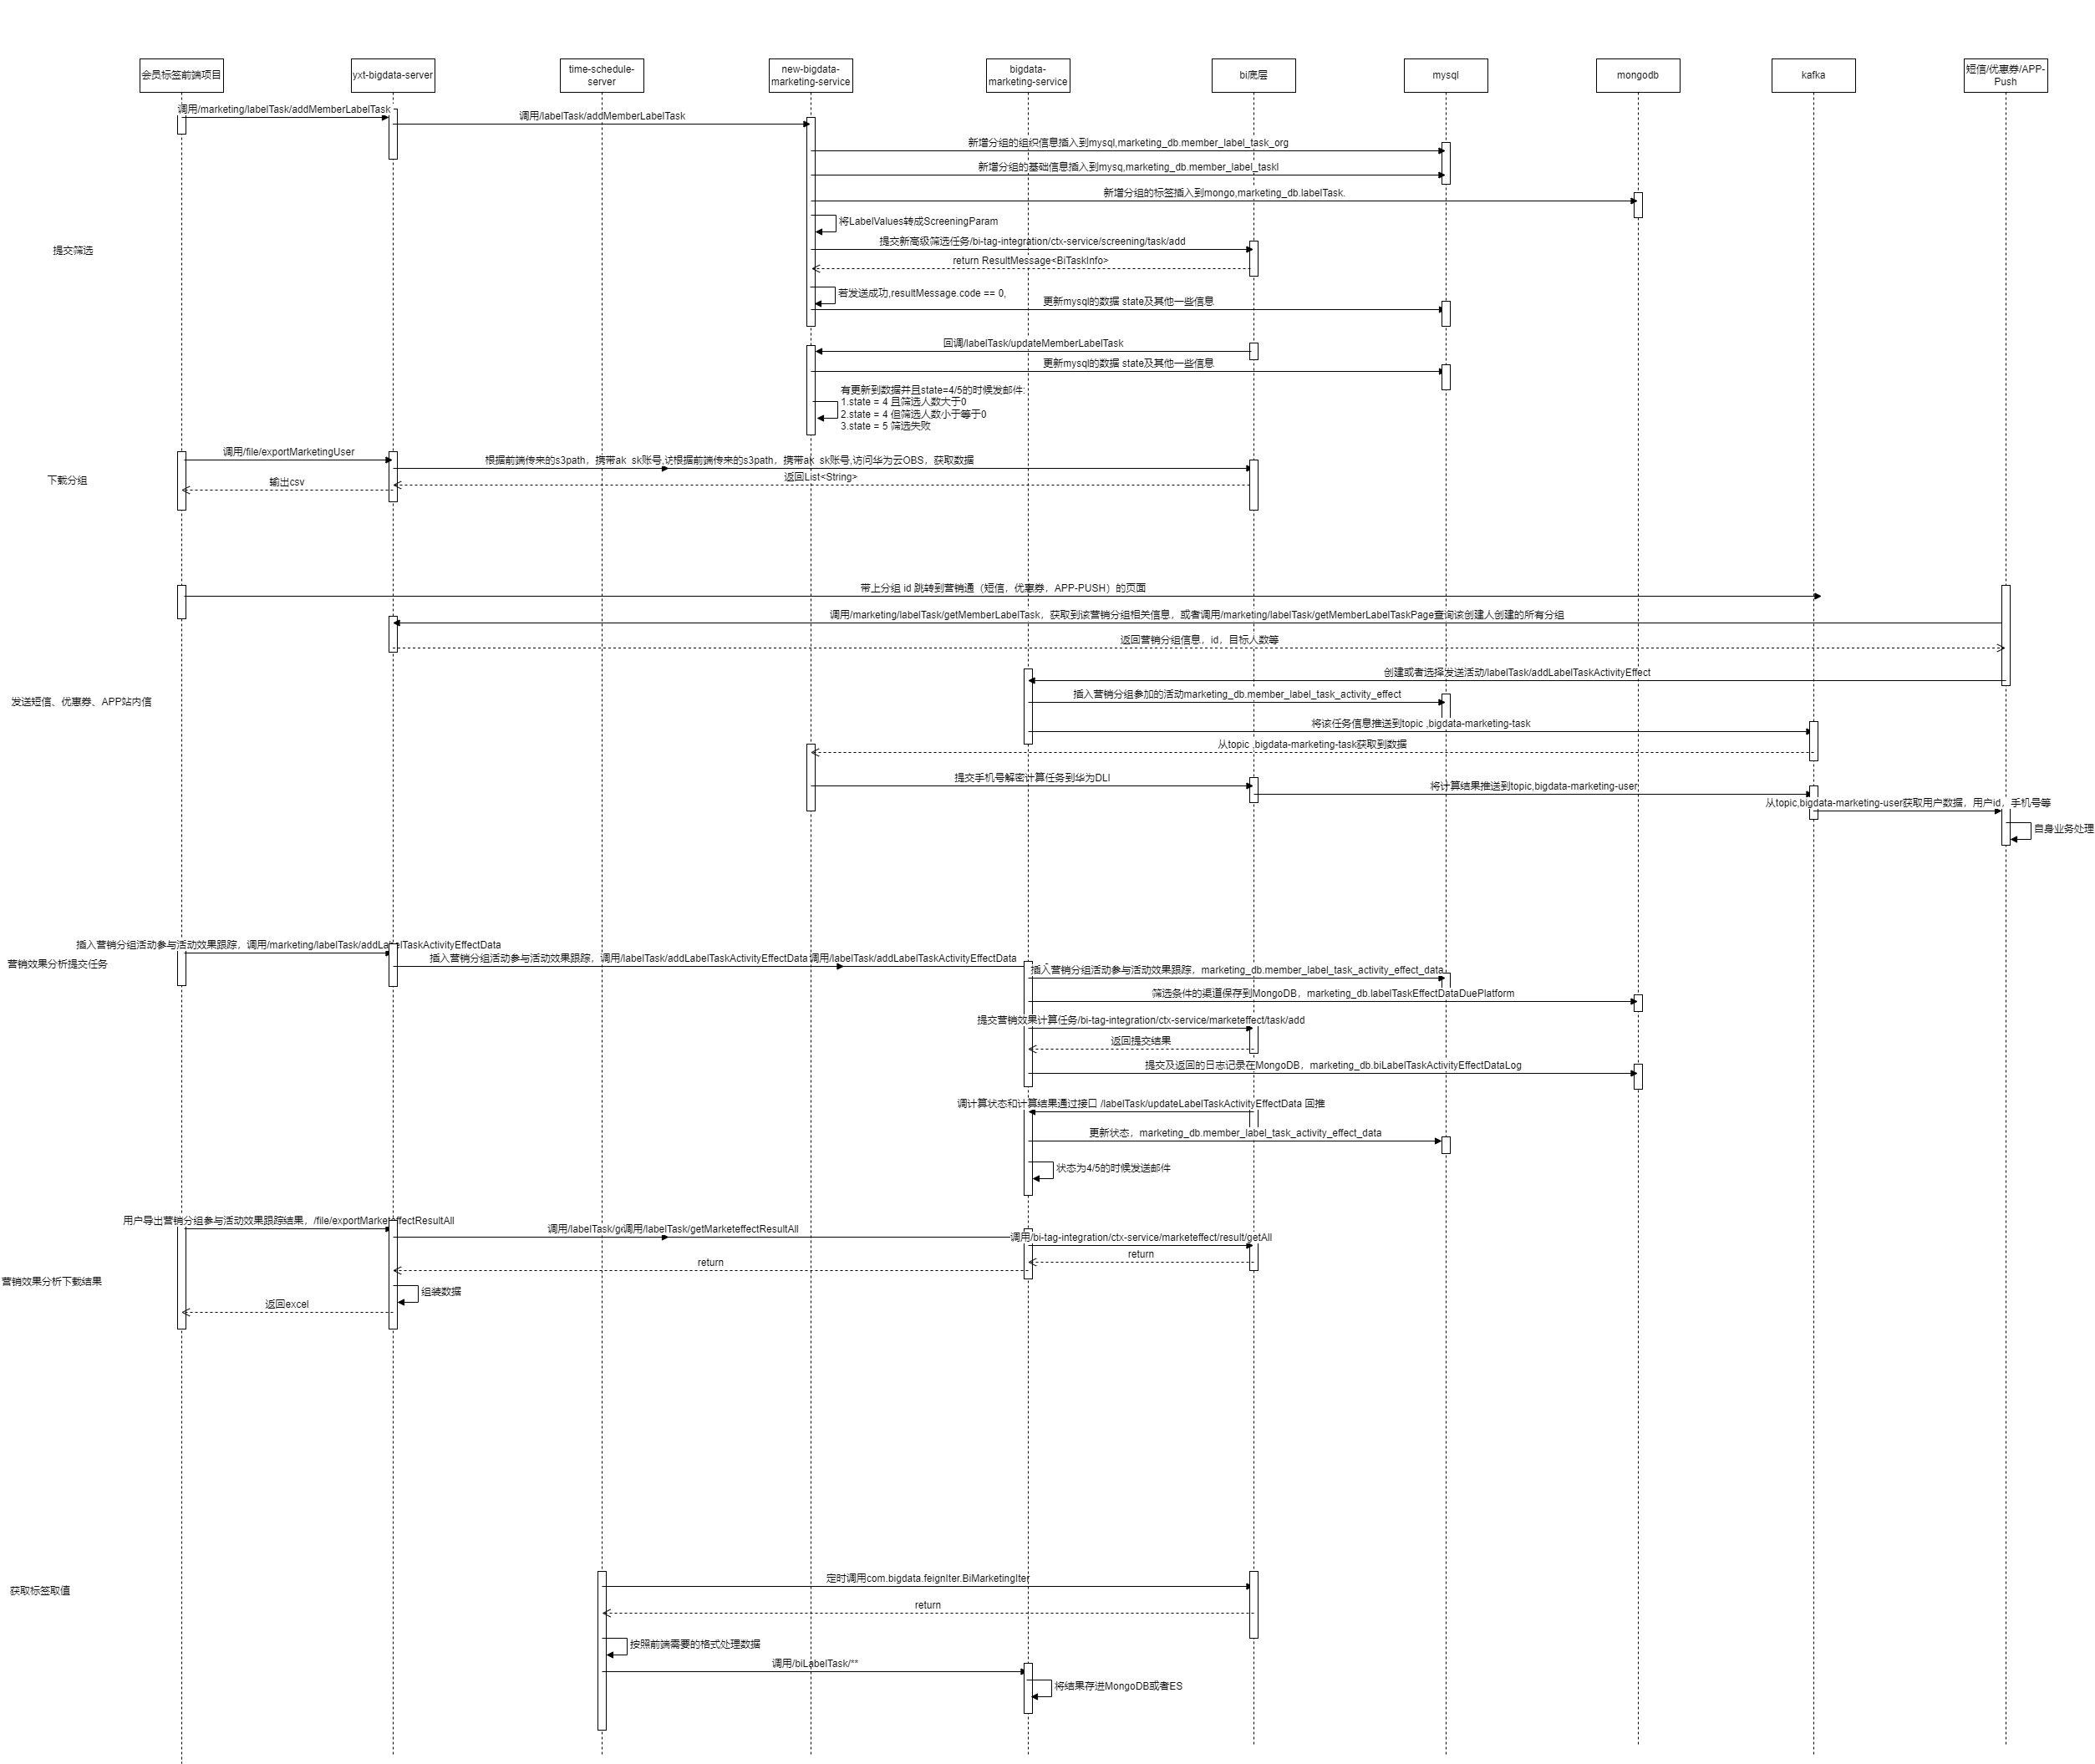 会员标签前端项目
yxt-bigdata-server
time-schedule-
server
new-bigdata-
marketing-service
bigdata-
marketing-service
bi底层
mysql
mongodb
kafka
短信/优惠券/APP-
Push
调用/marketing/labelTask/addMemberLabelTask
调用/labelTask/addMemberLabelTask
新增分组的组织信息插入到mysql,marketing_db.member_label_task_org
新增分组的基础信息插入到mysq,marketing_db.member_label_taskl
新增分组的标签插入到mongo,marketing_db.labelTask.
将LabelValues转成ScreeningParam
提交筛选
提交新高级筛选任务/bi-tag-integration/ctx-service/screening/task/add
return ResultMessage<BiTaskInfo>
若发送成功,resultMessage.code == 0,
更新mysql的数据 state及其他一些信息
回调/labelTask/updateMemberLabelTask
更新mysql的数据 state及其他一些信息
有更新到数据并且state=4/5的时候发邮件:
1.state = 4 且筛选人数大于0
2.state = 4 但筛选人数小于等于0
3.state = 5 筛选失败
调用/file/exportMarketingUser
根据前端传来的s3path，携带ak sk账号,访根据前端传来的s3path，携带ak sk账号,访问华为云OBS，获取数据
下载分组
返回List<String>
输出csv
带上分组 id 跳转到营销通（短信，优惠券，APP-PUSH）的页面
调用/marketing/labelTask/getMemberLabelTask，获取到该营销分组相关信息，或者调用/marketing/labelTask/getMemberLabelTaskPage查询该创建人创建的所有分组
返回营销分组信息，id，目标人数等
创建或者选择发送活动/labelTask/addLabelTaskActivityEffect
发送短信、优惠券、APP站内信
插入营销分组参加的活动marketing_db.member_label_task_activity_effect
将该任务信息推送到topic ,bigdata-marketing-task
从topic ,bigdata-marketing-task获取到数据
提交手机号解密计算任务到华为DLI
将计算结果推送到topic,bigdata-marketing-user
从topic,bigdata-marketing-user获取用户数据，用户id，手机号等
自身业务处理
插入营销分组活动参与活动效果跟踪，调用/marketing/labelTask/addLabelTaskActivityEffectData
营销效果分析提交任务
插入营销分组活动参与活动效果跟踪，调用/labelTask/addLabelTaskActivityEffectData
调用/labelTask/addLabelTaskActivityEffectData
插入营销分组活动参与活动效果跟踪，marketing_db.member_label_task_activity_effect_data
筛选条件的渠道保存到MongoDB，marketing_db.labelTaskEffectDataDuePlatform
提交营销效果计算任务/bi-tag-integration/ctx-service/marketeffect/task/add
返回提交结果
提交及返回的日志记录在MongoDB，marketing_db.biLabelTaskActivityEffectDataLog
调计算状态和计算结果通过接口 /labelTask/updateLabelTaskActivityEffectData 回推
更新状态，marketing_db.member_label_task_activity_effect_data
状态为4/5的时候发送邮件
用户导出营销分组参与活动效果跟踪结果，/file/exportMarketeffectResultAll
调用/labelTask/ge调用/labelTask/getMarketeffectResultAll
调用/bi-tag-integration/ctx-service/marketeffect/result/getAll
return
return
营销效果分析下载结果
组装数据
返回excel
定时调用com.bigdata.feignIter.BiMarketingIter
获取标签取值
return
按照前端需要的格式处理数据
调用/biLabelTask/**
将结果存进MongoDB或者ES